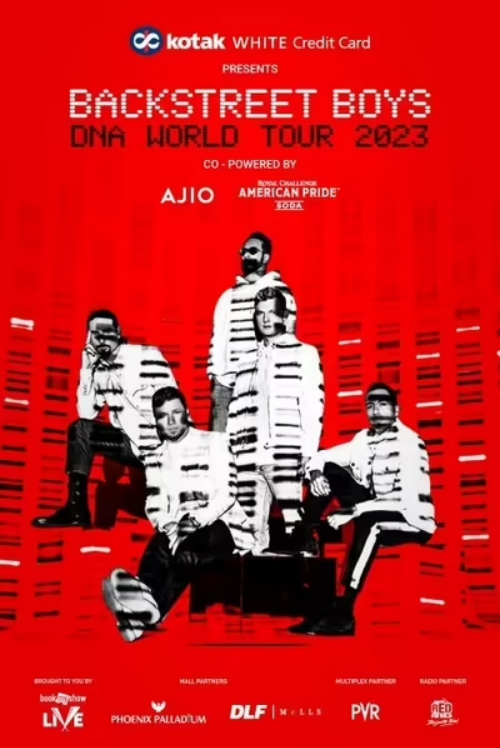 kotak WHITE Credit Card
PRESENTS
BACKSTREET BOYS
DNA WORLD TOUR 2023
CO - POWERED BY
AJIO
ROYAL CHALLENGE
AMERICAN PRIDE
SODA
BROUGHT TO YOU BY
MALL PARTNERS
MULTIPLEX PARTNER
RADIO PARTNER
bookmyshow
LIVE
PHOENIX PALLADIUM
DLF | MALLS
PVR
RED